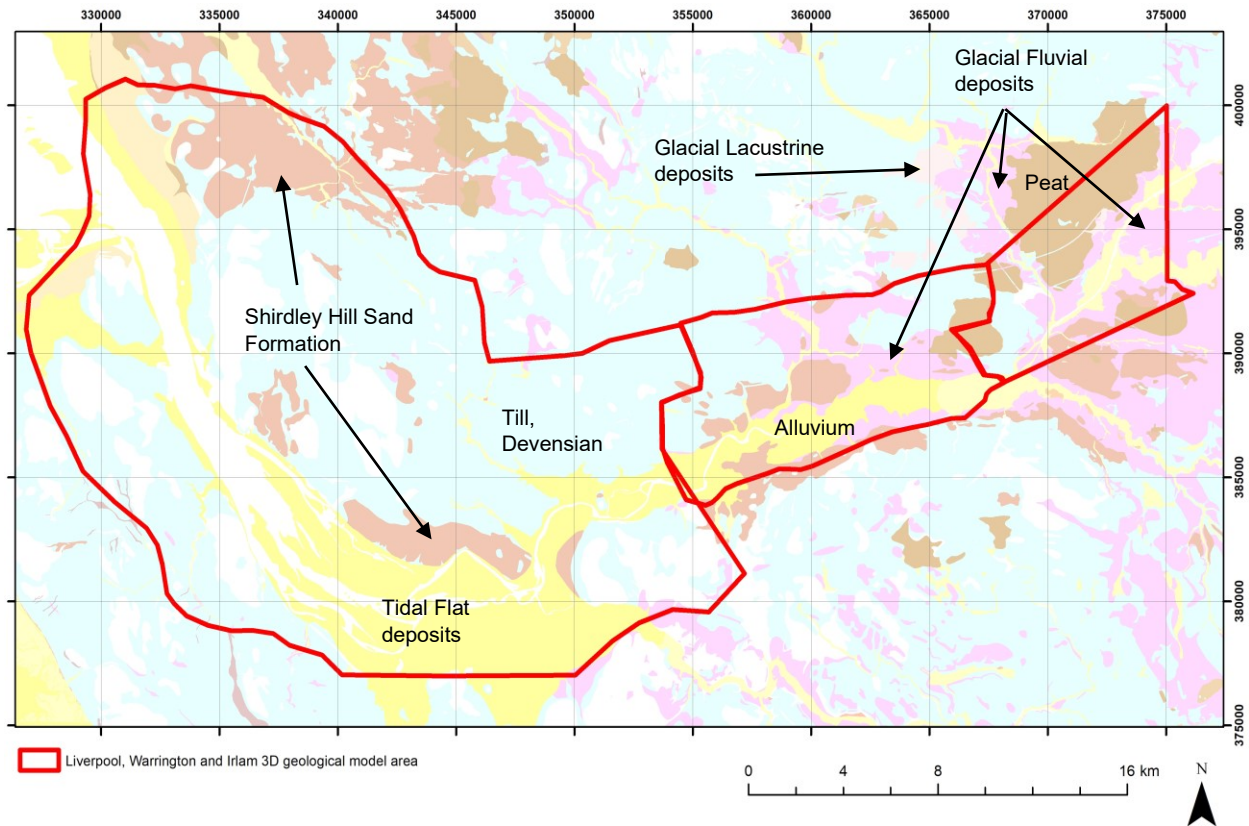 330000 335000 340000 345000 350000 355000 360000 365000 370000 375000
Glacial Fluvial
deposits
400000
Glacial Lacustrine
deposits
Peat
395000
Shirdley Hill Sand
Formation
390000
Till,
Devensian
Alluvium
385000
Tidal Flat
deposits
380000
375000
Liverpool, Warrington and Irlam 3D geological model area
0 4 8 16 km
N